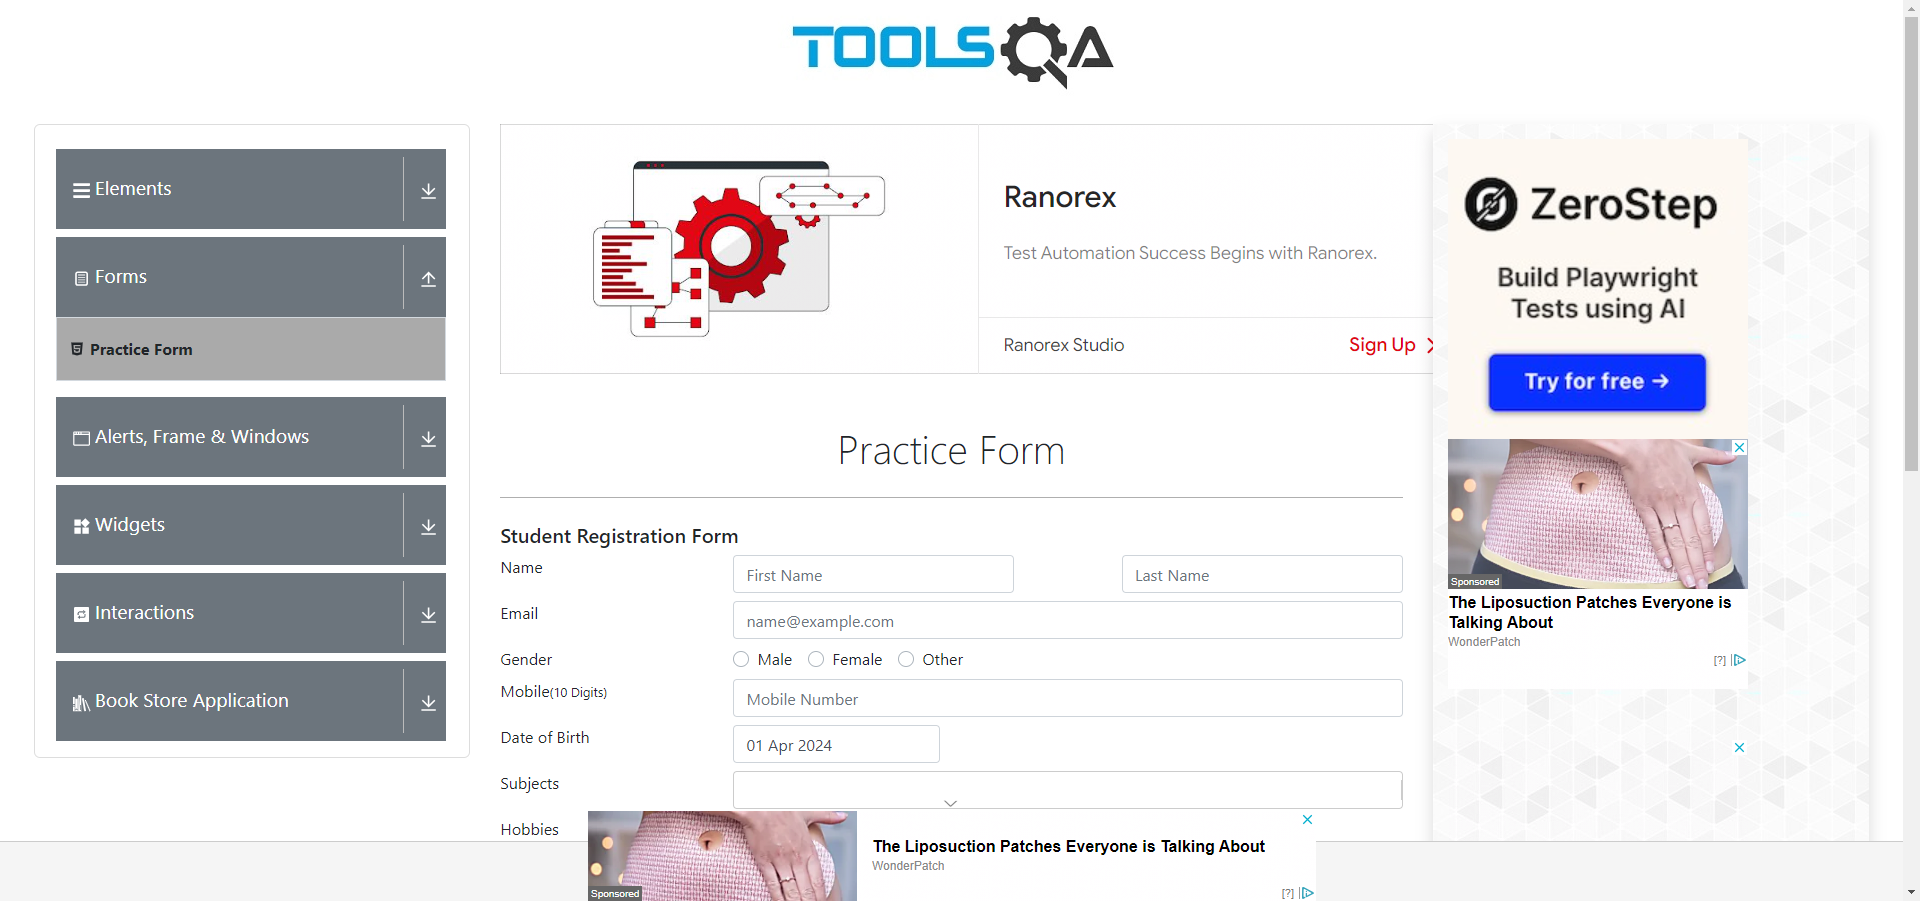 TOOLSQA
Elements
Forms
Practice Form
Alerts, Frame & Windows
Widgets
Interactions
Book Store Application
Ranorex
Test Automation Success Begins with Ranorex.
Ranorex Studio
Sign Up
Practice Form
Student Registration Form
Name
First Name
Last Name
Email
name@example.com
Gender
Male
Female
Other
Mobile(10 Digits)
Mobile Number
Date of Birth
01 Apr 2024
Subjects
Hobbies
Sponsored
The Liposuction Patches Everyone is Talking About
WonderPatch
[?]
ZeroStep
Build Playwright
Tests using AI
Try for free →
Sponsored
The Liposuction Patches Everyone is
Talking About
WonderPatch
[?]